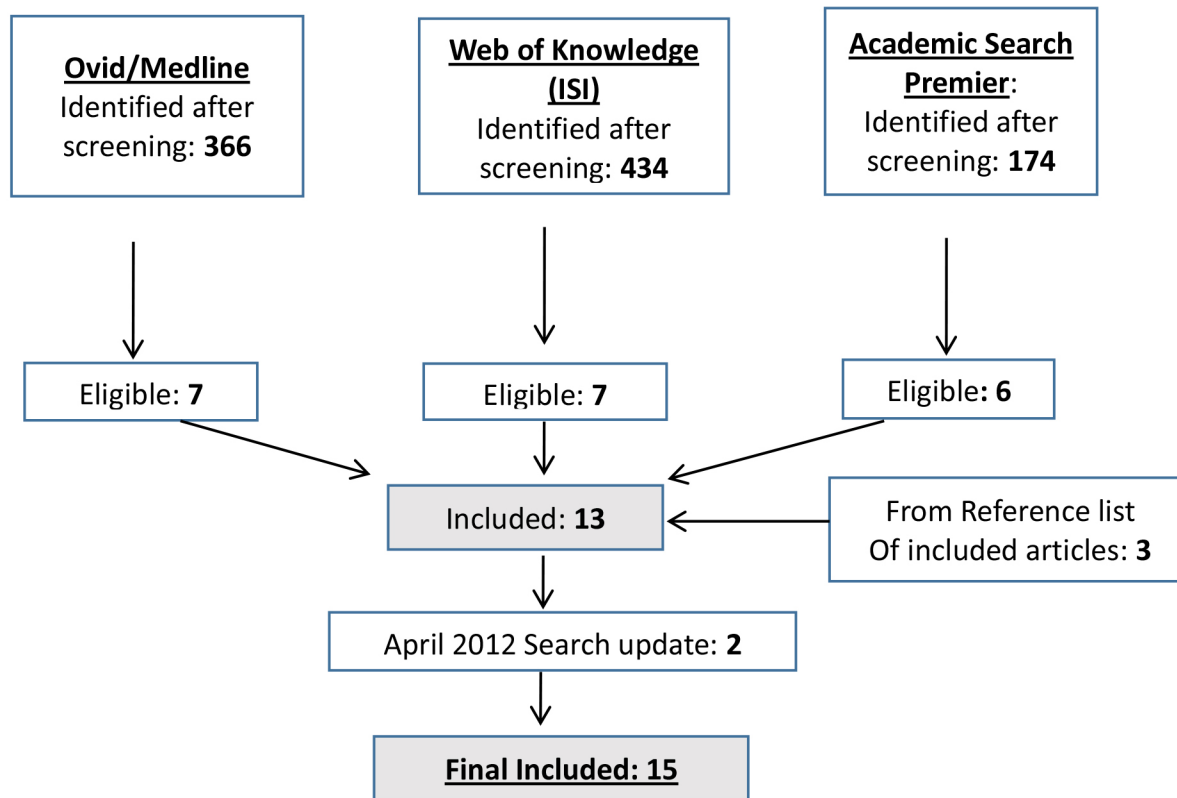 Ovid/Medline
Identified after
screening: 366
Web of Knowledge
(ISI)
Identified after
screening: 434
Academic Search
Premier:
Identified after
screening: 174
Eligible: 7
Eligible: 7
Eligible: 6
Included: 13
From Reference list
Of included articles: 3
April 2012 Search update: 2
Final Included: 15